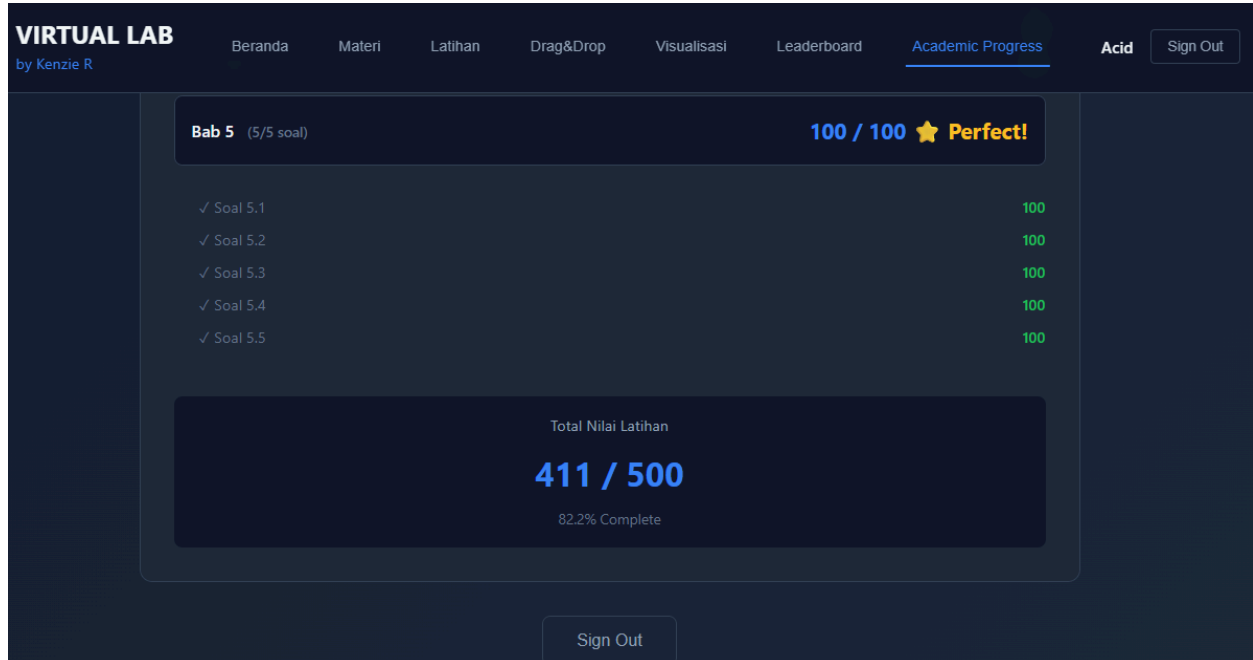 VIRTUAL LAB
by Kenzie R
Beranda Materi Latihan Drag&Drop Visualisasi Leaderboard Academic Progress Acid Sign Out
Bab 5 (5/5 soal) 100 / 100 ⭐ Perfect!
✓ Soal 5.1 100
✓ Soal 5.2 100
✓ Soal 5.3 100
✓ Soal 5.4 100
✓ Soal 5.5 100
Total Nilai Latihan
411 / 500
82.2% Complete
Sign Out